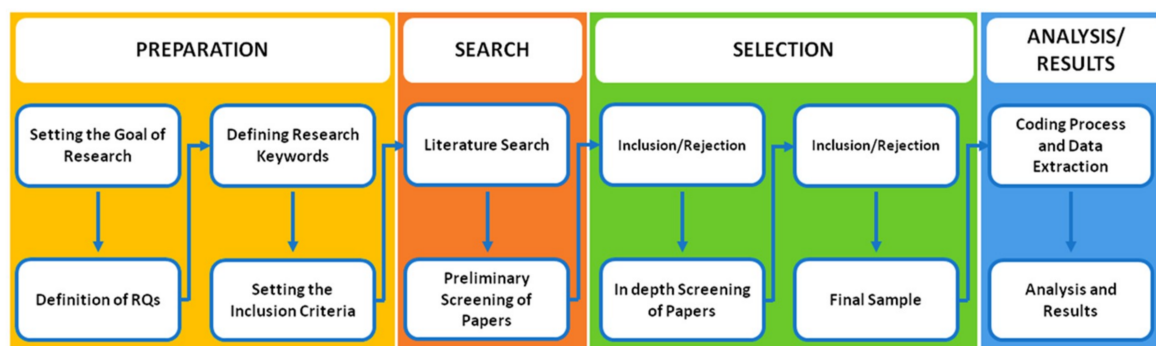 PREPARATION
Setting the Goal of
Research
Definition of RQs
Defining Research
Keywords
Setting the
Inclusion Criteria
SEARCH
Literature Search
Preliminary
Screening of
Papers
SELECTION
Inclusion/Rejection
In depth Screening
of Papers
Inclusion/Rejection
Final Sample
ANALYSIS/
RESULTS
Coding Process
and Data
Extraction
Analysis and
Results